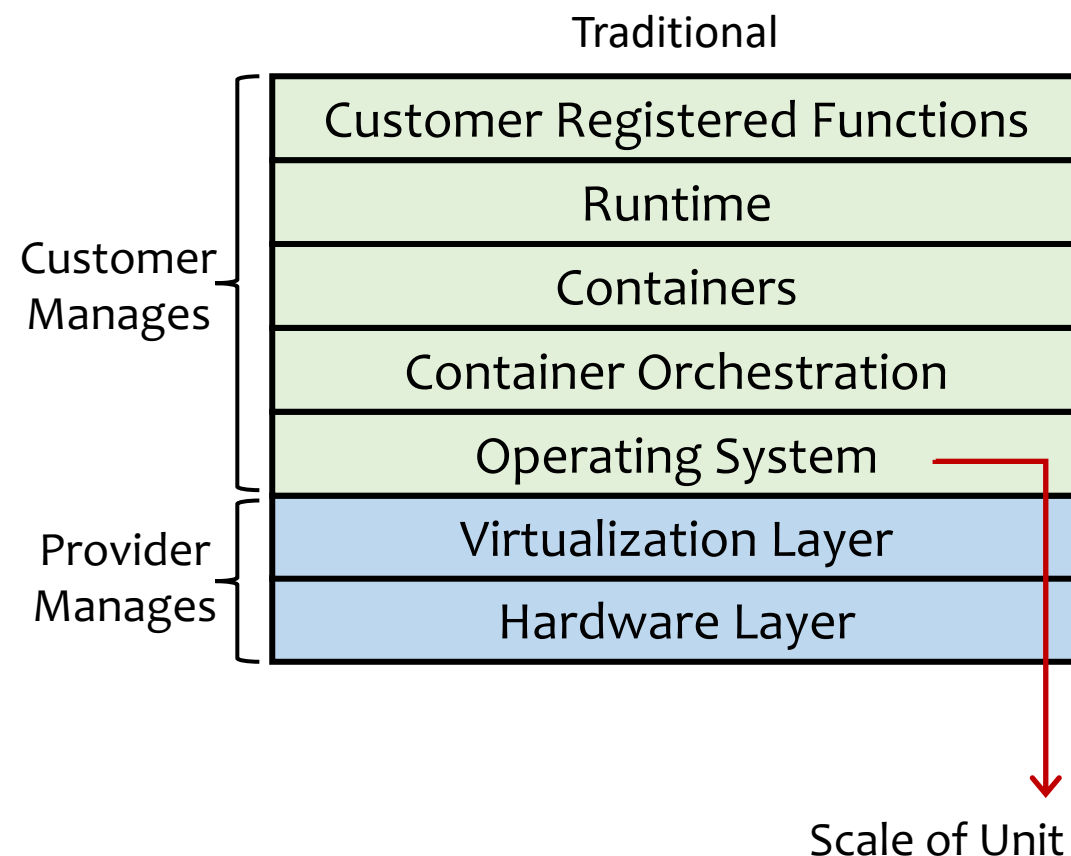 Traditional
Customer Registered Functions
Runtime
Containers
Container Orchestration
Operating System
Virtualization Layer
Hardware Layer
Customer
Manages
Provider
Manages
Scale of Unit